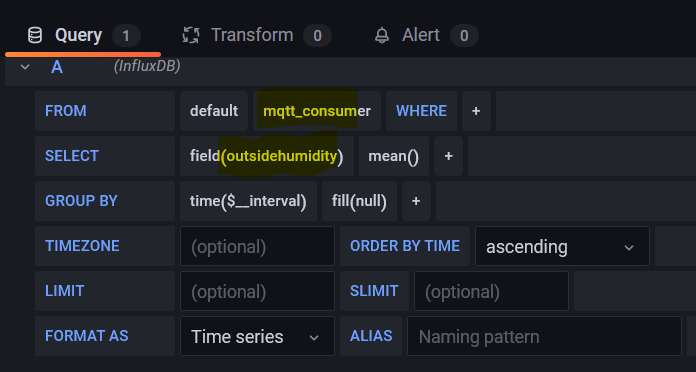 Query 1 Transform 0 Alert 0
A (InfluxDB)
FROM default mqtt_consumer WHERE +
SELECT field(outsidehumidity) mean() +
GROUP BY time($__interval) fill(null) +
TIMEZONE (optional) ORDER BY TIME ascending
LIMIT (optional) SLIMIT (optional)
FORMAT AS Time series ALIAS Naming pattern